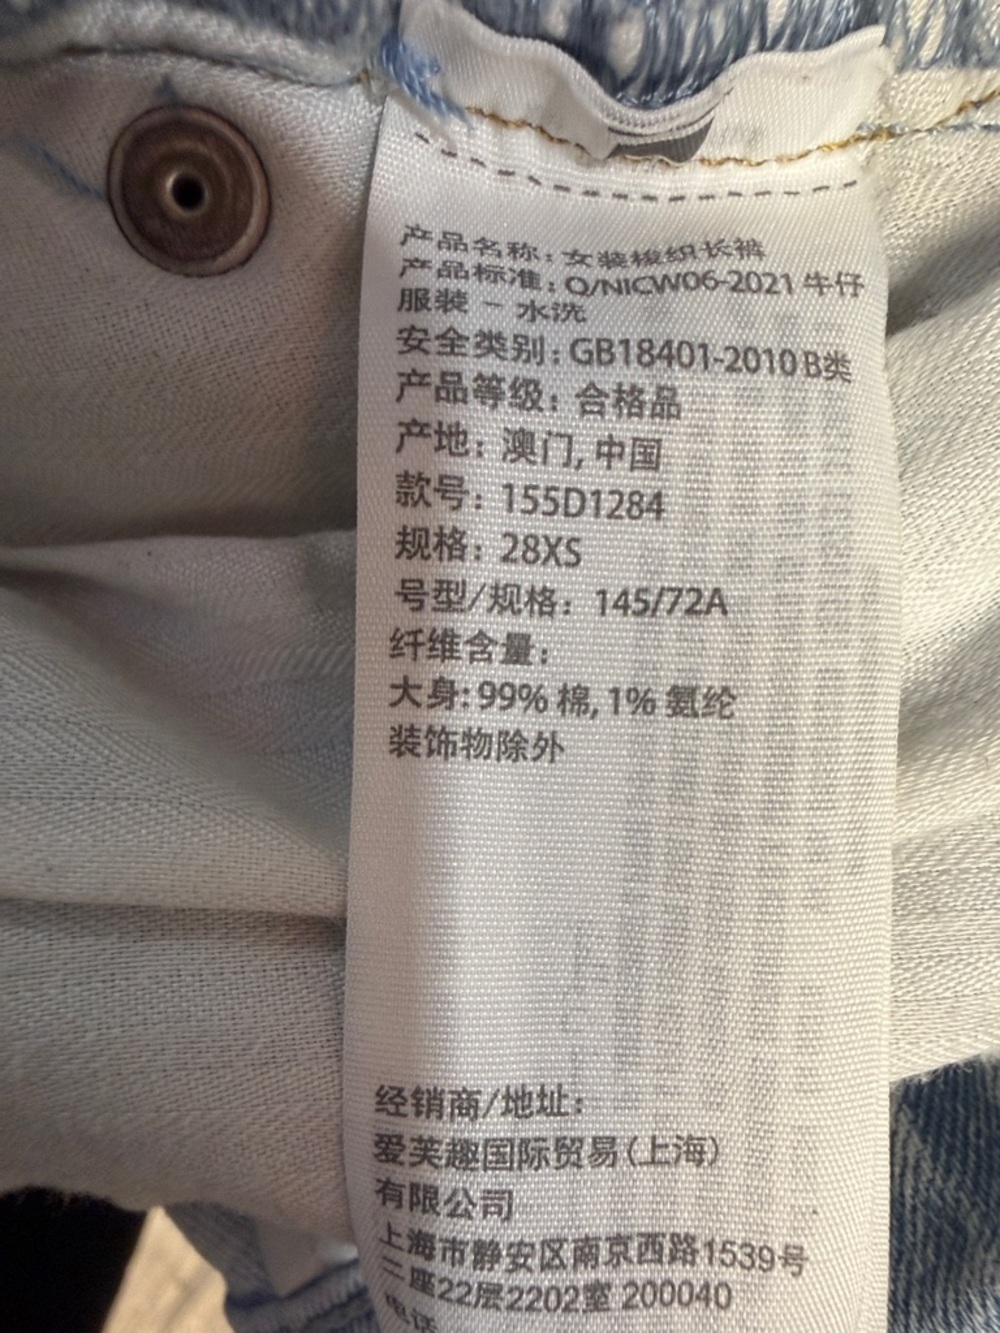 产品名称: 女装梭织长裤
产品标准: Q/NICW06-2021 牛仔
服装 - 水洗
安全类别: GB18401-2010 B类
产品等级: 合格品
产地: 澳门, 中国
款号: 155D1284
规格: 28XS
号型/规格: 145/72A
纤维含量:
大身: 99% 棉, 1% 氨纶
装饰物除外
经销商/地址:
爱芙趣国际贸易(上海)
有限公司
上海市静安区南京西路1539号
二座22层2202室 200040
电话